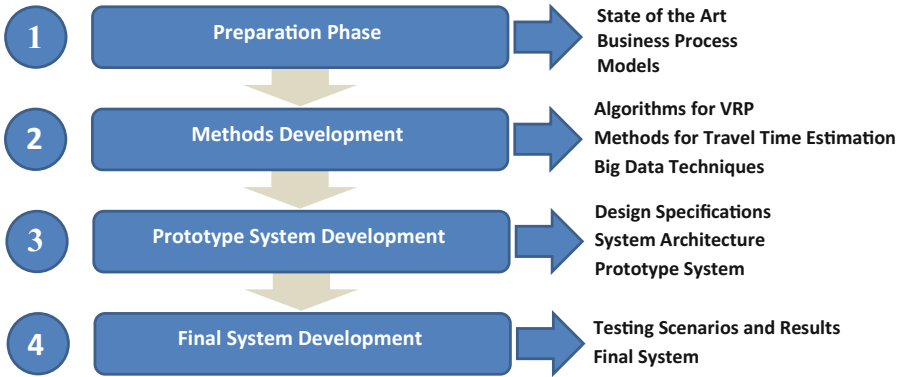 1
Preparation Phase
State of the Art
Business Process
Models
2
Methods Development
Algorithms for VRP
Methods for Travel Time Estimation
Big Data Techniques
3
Prototype System Development
Design Specifications
System Architecture
Prototype System
4
Final System Development
Testing Scenarios and Results
Final System